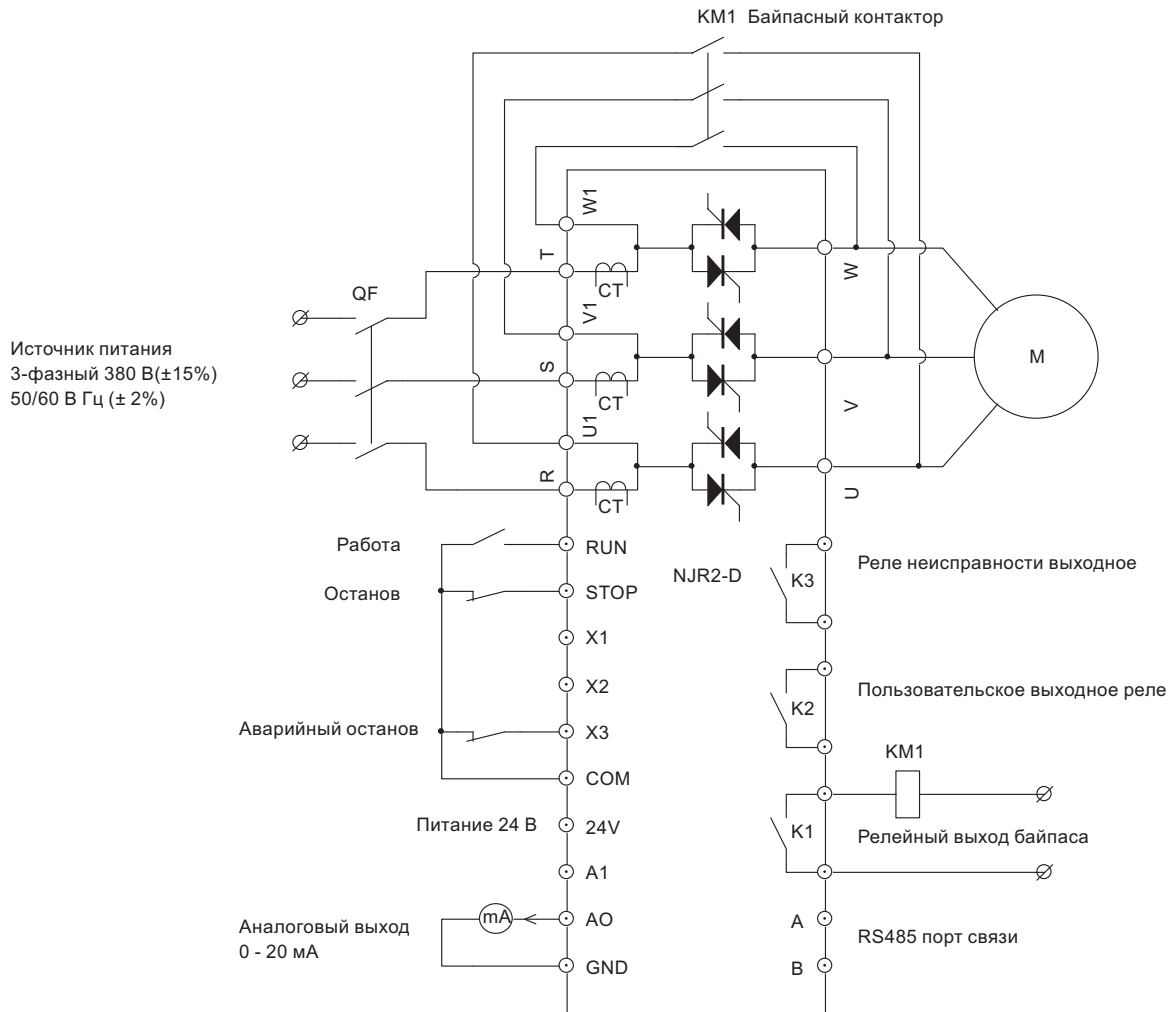 KM1 Байпасный контактор
W1
T
CT
W
QF
V1
Источник питания
3-фазный 380 В(±15%)
50/60 В Гц (± 2%)
S
CT
V
M
U1
R
CT
U
Работа
RUN
NJR2-D
K3
Реле неисправности выходное
Останов
STOP
X1
X2
K2
Пользовательское выходное реле
Аварийный останов
X3
KM1
COM
Питание 24 В
24V
K1
Релейный выход байпаса
A1
Аналоговый выход
0 - 20 мА
mA
AO
A
RS485 порт связи
GND
B